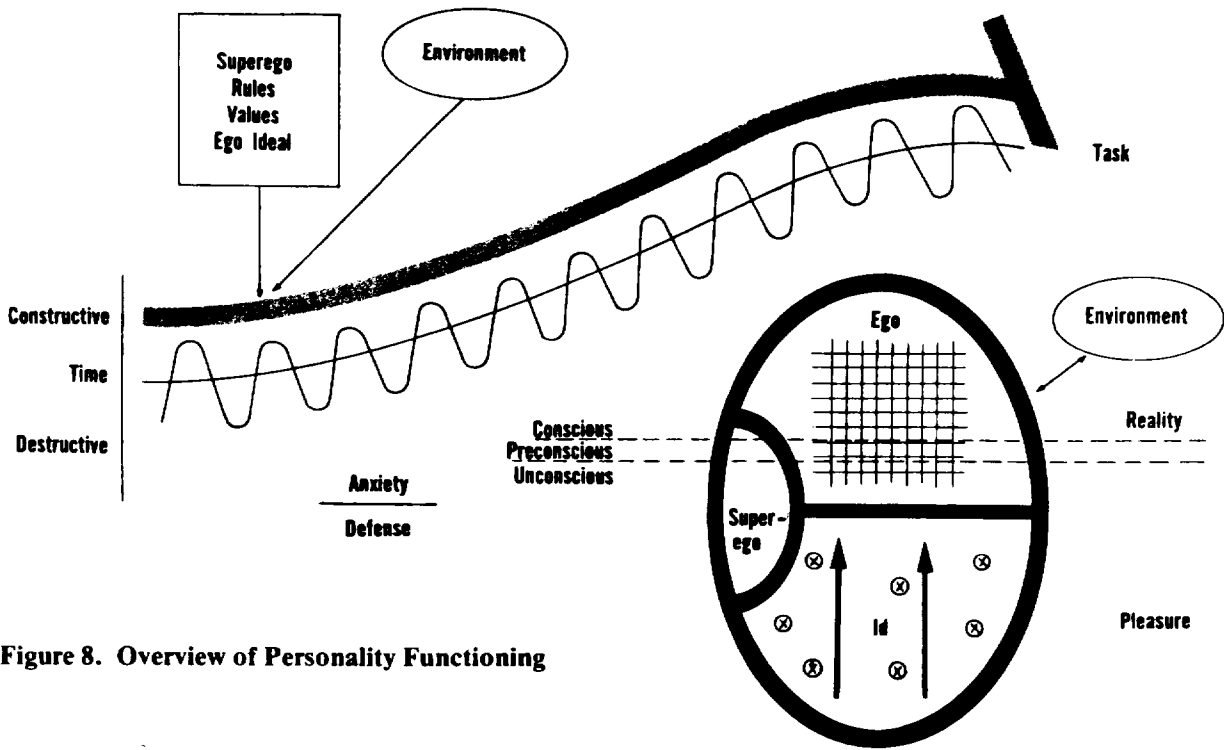 Superego
Rules
Values
Ego Ideal
Environment
Task
Constructive
Time
Destructive
Anxiety
Defense
Conscious
Preconscious
Unconscious
Ego
Environment
Reality
Super-
ego
Id
Pleasure
Figure 8. Overview of Personality Functioning